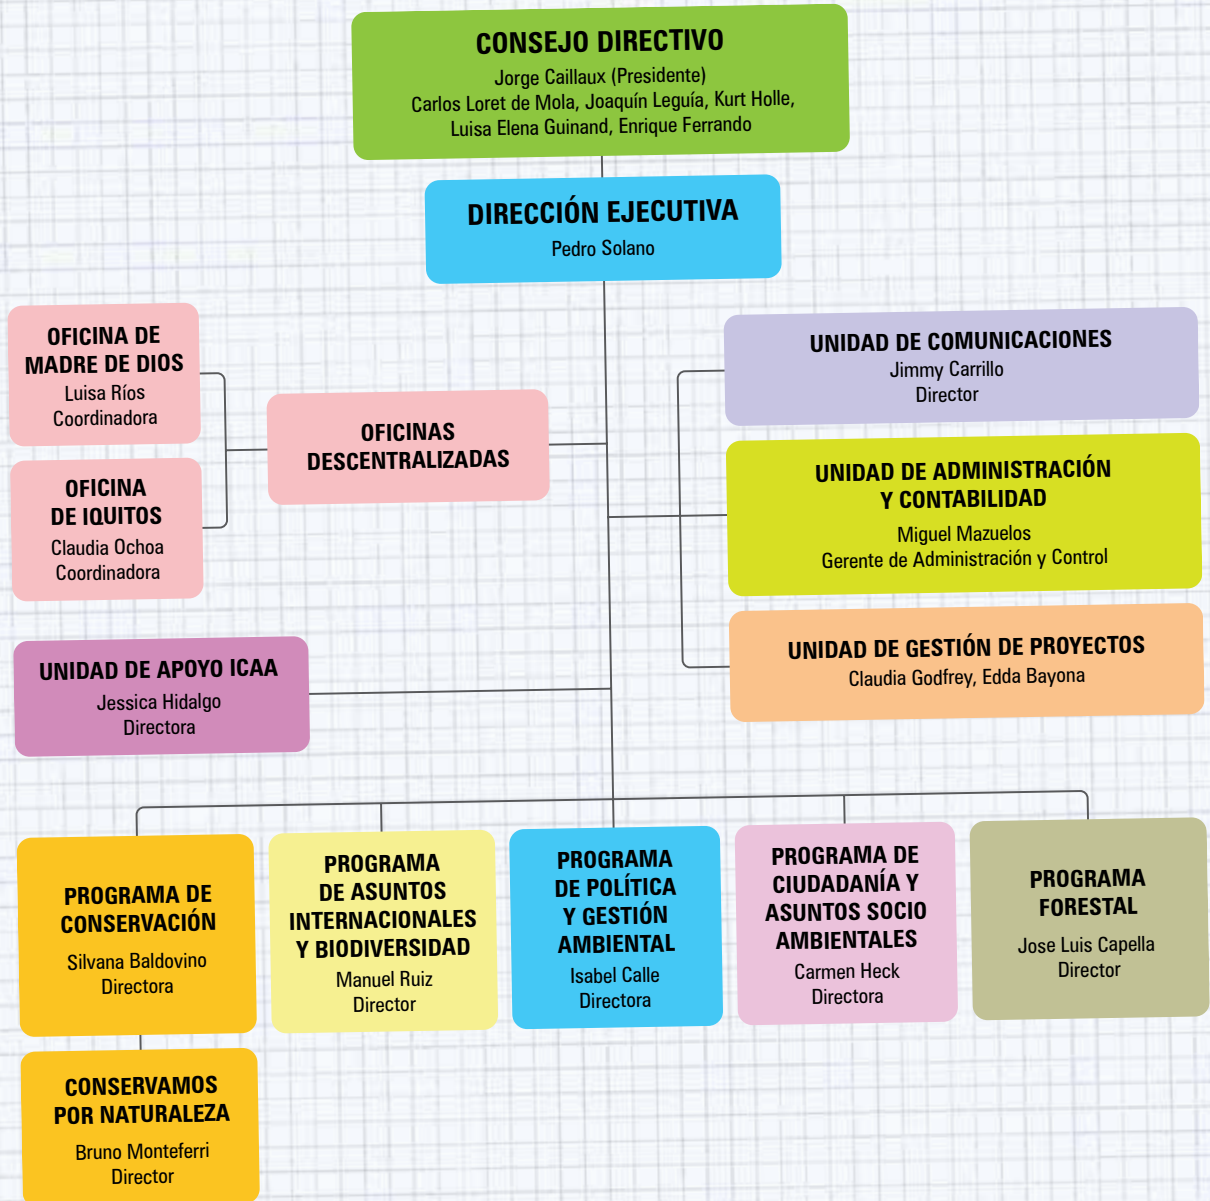 CONSEJO DIRECTIVO
Jorge Caillaux (Presidente)
Carlos Loret de Mola, Joaquín Leguía, Kurt Holle,
Luisa Elena Guinand, Enrique Ferrando
DIRECCIÓN EJECUTIVA
Pedro Solano
OFICINA DE
MADRE DE DIOS
Luisa Ríos
Coordinadora
OFICINA
DE IQUITOS
Claudia Ochoa
Coordinadora
OFICINAS
DESCENTRALIZADAS
UNIDAD DE COMUNICACIONES
Jimmy Carrillo
Director
UNIDAD DE ADMINISTRACIÓN
Y CONTABILIDAD
Miguel Mazuelos
Gerente de Administración y Control
UNIDAD DE GESTIÓN DE PROYECTOS
Claudia Godfrey, Edda Bayona
UNIDAD DE APOYO ICAA
Jessica Hidalgo
Directora
PROGRAMA DE
CONSERVACIÓN
Silvana Baldovino
Directora
PROGRAMA
DE ASUNTOS
INTERNACIONALES
Y BIODIVERSIDAD
Manuel Ruiz
Director
PROGRAMA
DE POLÍTICA
Y GESTIÓN
AMBIENTAL
Isabel Calle
Directora
PROGRAMA DE
CIUDADANÍA Y
ASUNTOS SOCIO
AMBIENTALES
Carmen Heck
Directora
PROGRAMA
FORESTAL
Jose Luis Capella
Director
CONSERVAMOS
POR NATURALEZA
Bruno Monteferri
Director